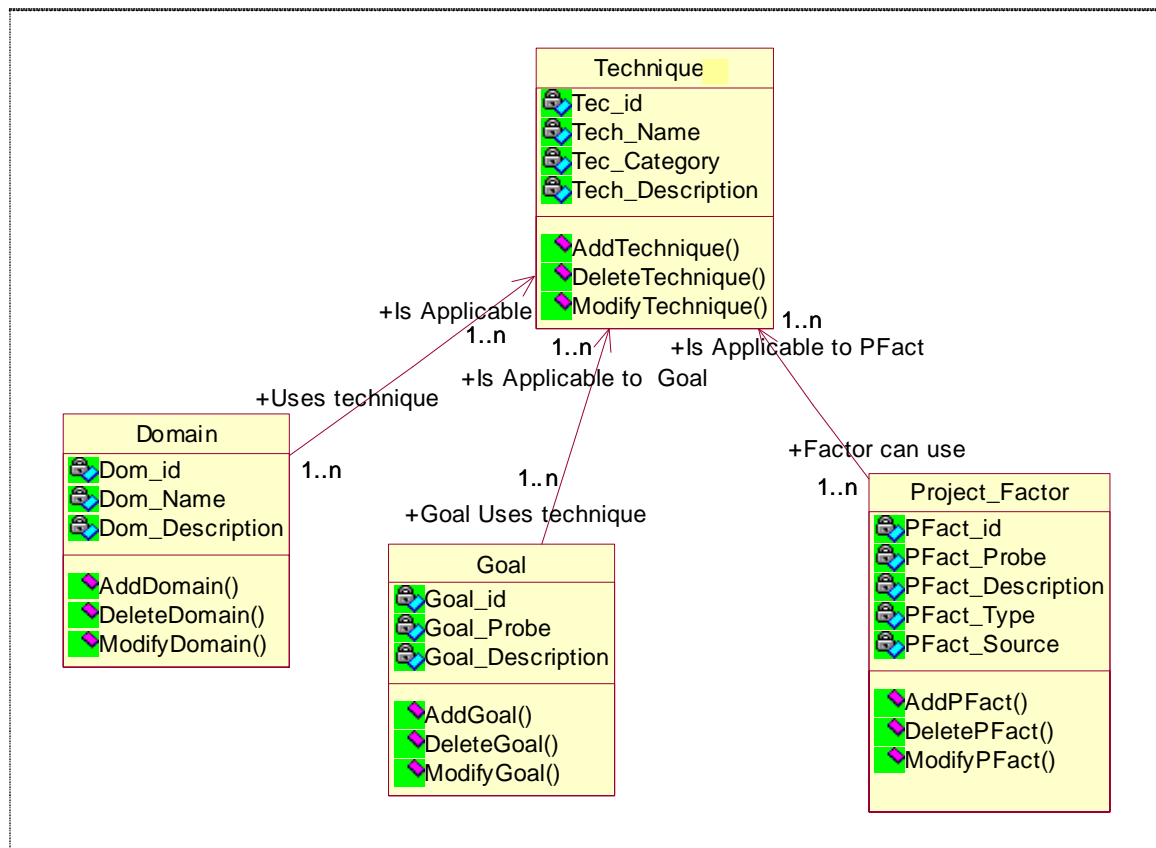 Technique
Tec_id
Tech_Name
Tec_Category
Tech_Description
AddTechnique()
DeleteTechnique()
ModifyTechnique()
+Is Applicable
1..n
1..n
+Is Applicable to  Goal
1..n
+Is Applicable to PFact
+Uses technique
1..n
1..n
+Goal Uses technique
+Factor can use
1..n
Domain
Dom_id
Dom_Name
Dom_Description
AddDomain()
DeleteDomain()
ModifyDomain()
Goal
Goal_id
Goal_Probe
Goal_Description
AddGoal()
DeleteGoal()
ModifyGoal()
Project_Factor
PFact_id
PFact_Probe
PFact_Description
PFact_Type
PFact_Source
AddPFact()
DeletePFact()
ModifyPFact()